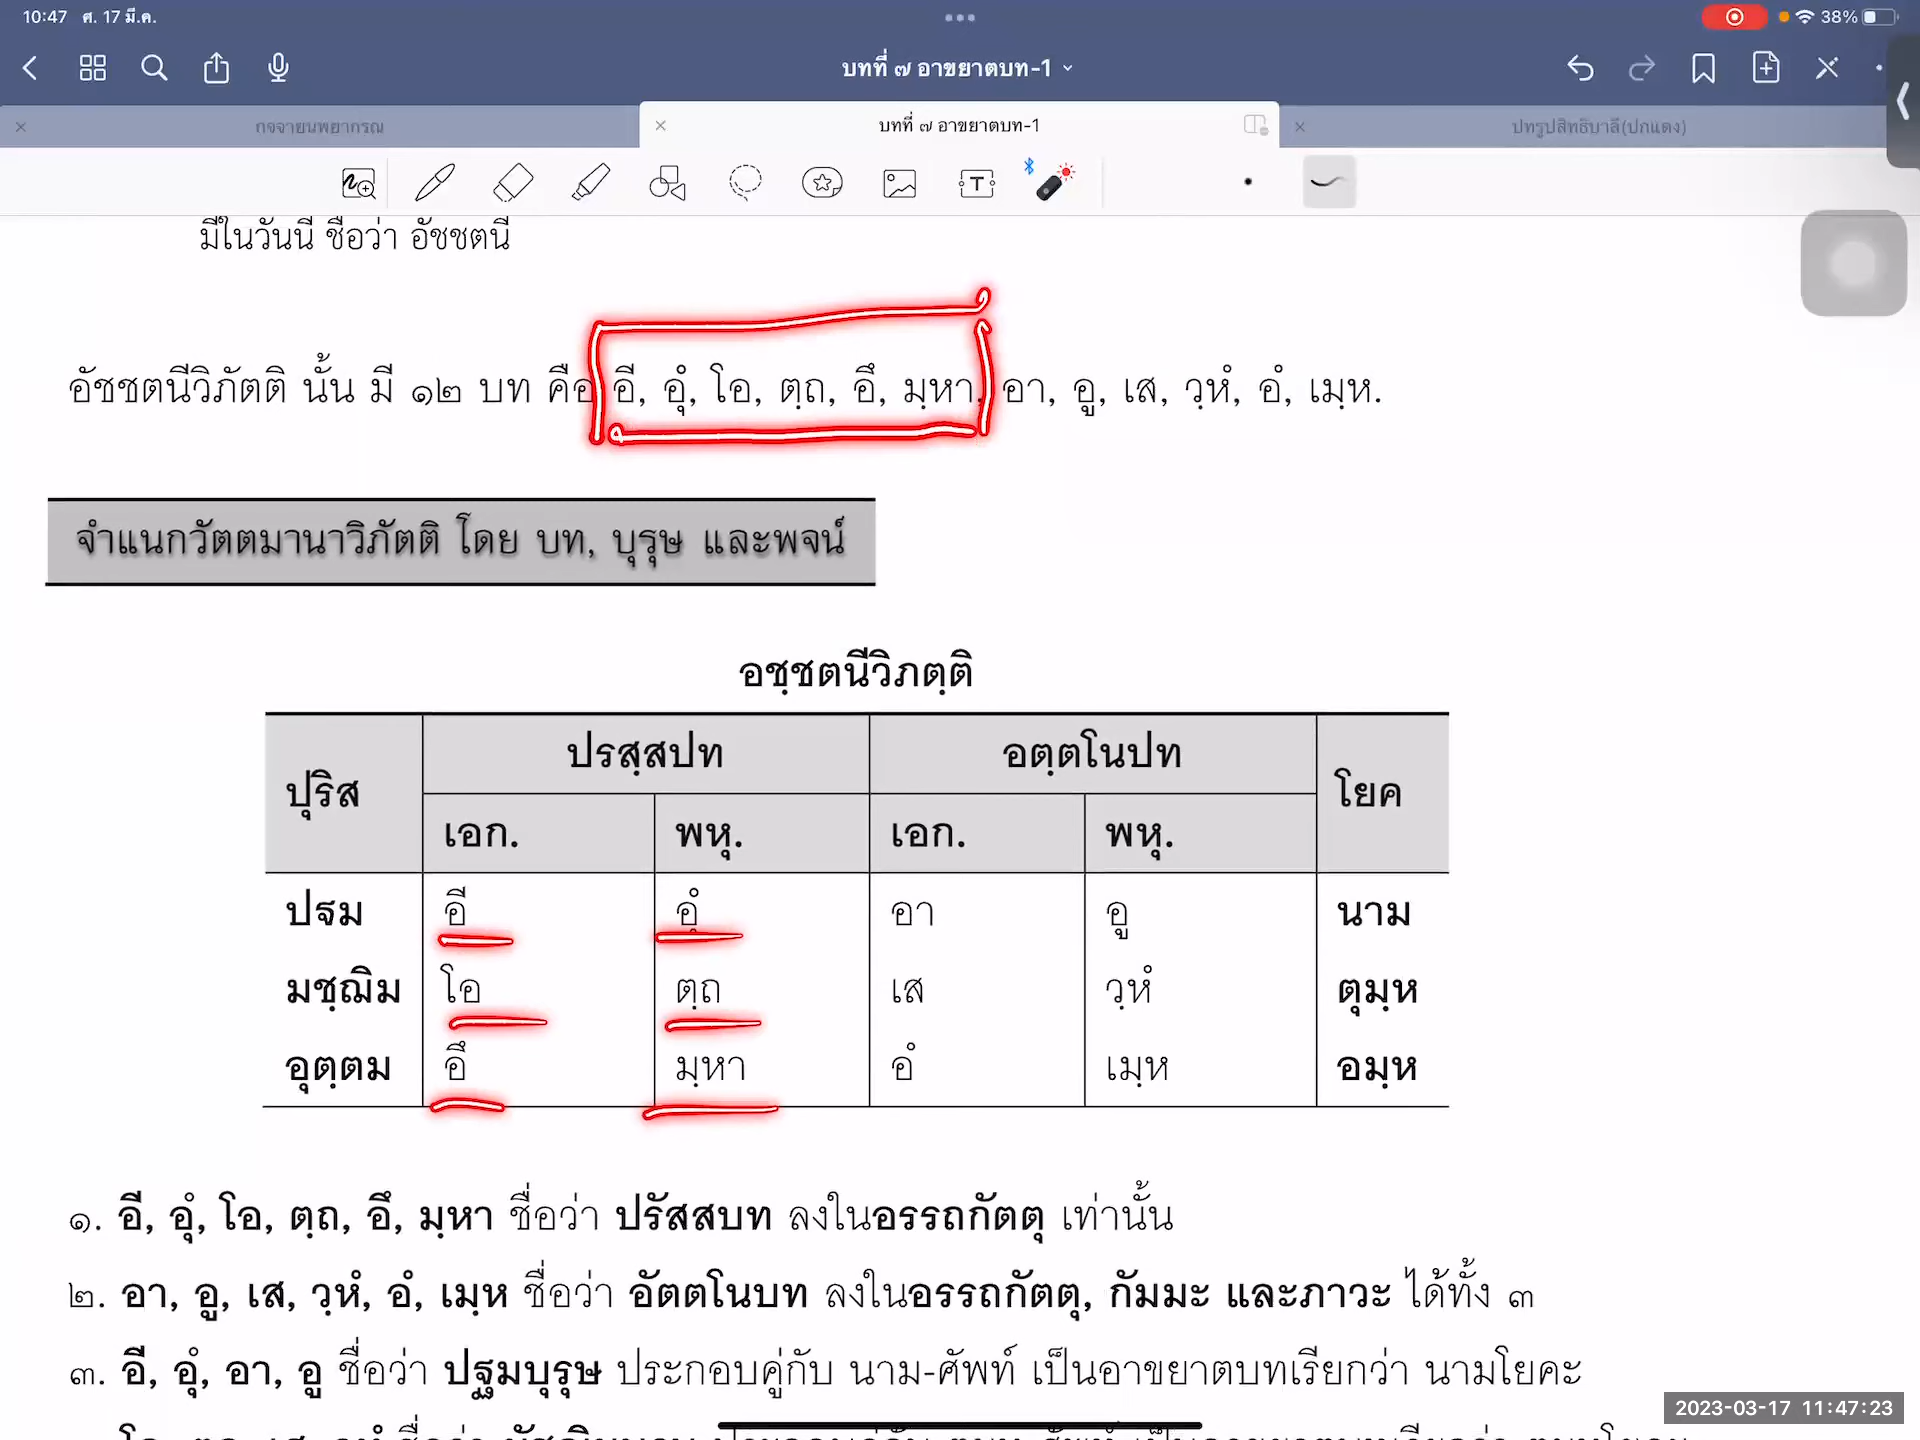 10:47 ศ. 17 มี.ค.
38%
บทที่ ๗ อาขยาตบท-1
กจจายนพยากรณ
บทที่ ๗ อาขยาตบท-1
ปทรูปสิทธิบาลี(ปกแดง)
มีในวันนี้ ชื่อว่า อัชชตนี
อัชชตนีวิภัตติ นั้น มี ๑๒ บท คือ อี, อุํ, โอ, ตฺถ, อึ, มฺหา, อา, อู, เส, วฺหํ, อํ, เมฺห.
จำแนกวัตตมานาวิภัตติ โดย บท, บุรุษ และพจน์
อชฺชตนีวิภตฺติ
ปุริส ปรสฺสปท อตฺตโนปท โยค
เอก. พหุ. เอก. พหุ.
ปฐม อี อุํ อา อู นาม
มชฺฌิม โอ ตฺถ เส วฺหํ ตุมฺห
อุตฺตม อึ มฺหา อํ เมฺห อมฺห
๑. อี, อุํ, โอ, ตฺถ, อึ, มฺหา ชื่อว่า ปรัสสบท ลงในอรรถกัตตุ เท่านั้น
๒. อา, อู, เส, วฺหํ, อํ, เมฺห ชื่อว่า อัตตโนบท ลงในอรรถกัตตุ, กัมมะ และภาวะ ได้ทั้ง ๓
๓. อี, อุํ, อา, อู ชื่อว่า ปฐมบุรุษ ประกอบคู่กับ นาม-ศัพท์ เป็นอาขยาตบทเรียกว่า นามโยคะ
2023-03-17 11:47:23